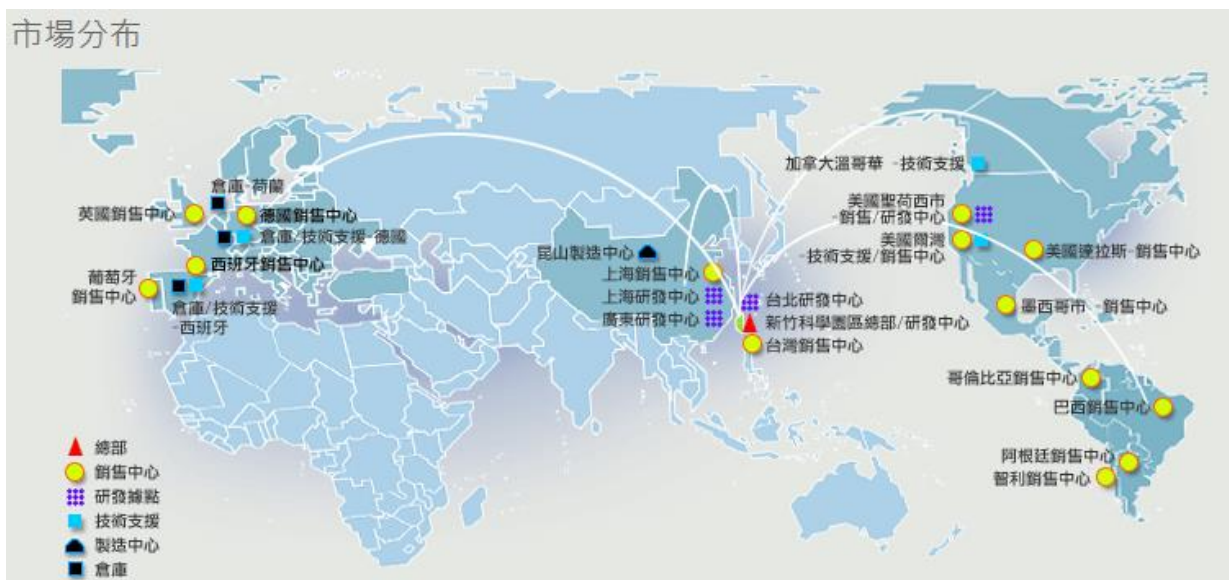 市場分布
倉庫-荷蘭
英國銷售中心
德國銷售中心
倉庫/技術支援-德國
西班牙銷售中心
葡萄牙
銷售中心
倉庫/技術支援
-西班牙
昆山製造中心
上海銷售中心
上海研發中心
廣東研發中心
台北研發中心
新竹科學園區總部/研發中心
台灣銷售中心
加拿大溫哥華 -技術支援
美國聖荷西市
-銷售/研發中心
美國爾灣
-技術支援/銷售中心
美國達拉斯-銷售中心
墨西哥市 -銷售中心
哥倫比亞銷售中心
巴西銷售中心
阿根廷銷售中心
智利銷售中心
總部
銷售中心
研發據點
技術支援
製造中心
倉庫